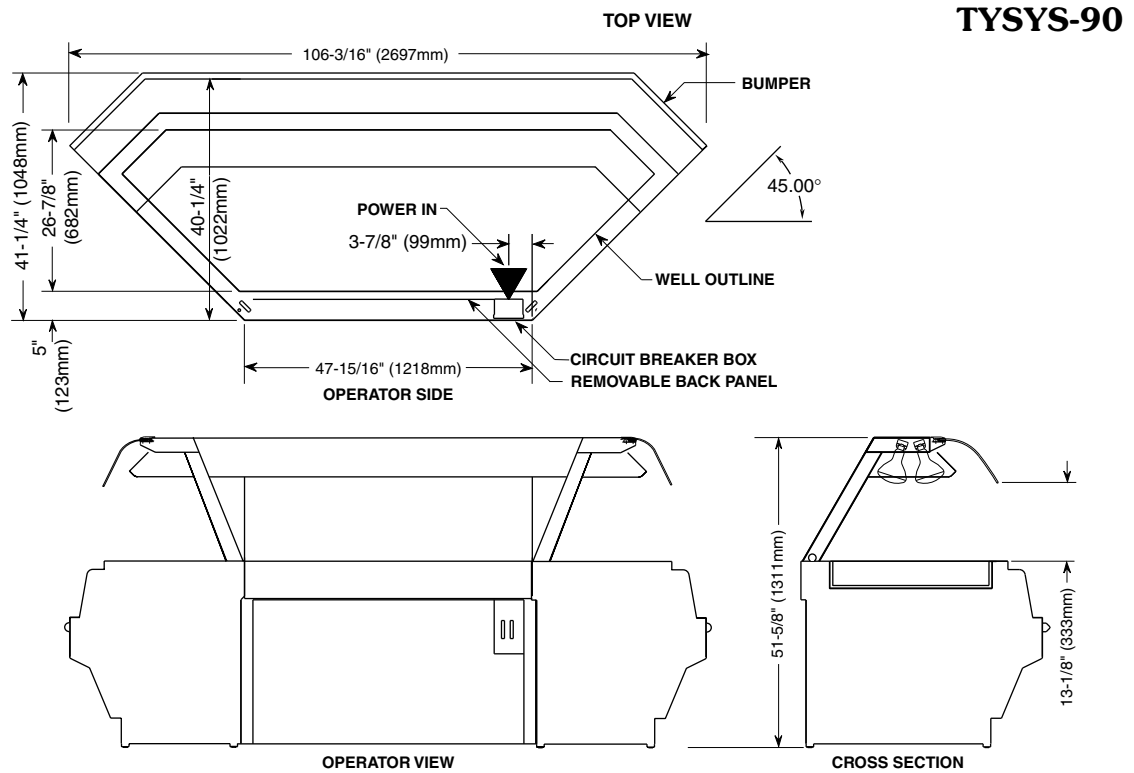 TOP VIEW
TYSYS-90
106-3/16" (2697mm)
BUMPER
41-1/4" (1048mm)
26-7/8"
(682mm)
40-1/4"
(1022mm)
45.00°
POWER IN
3-7/8" (99mm)
WELL OUTLINE
5"
(123mm)
47-15/16" (1218mm)
CIRCUIT BREAKER BOX
REMOVABLE BACK PANEL
OPERATOR SIDE
51-5/8" (1311mm)
13-1/8" (333mm)
OPERATOR VIEW
CROSS SECTION